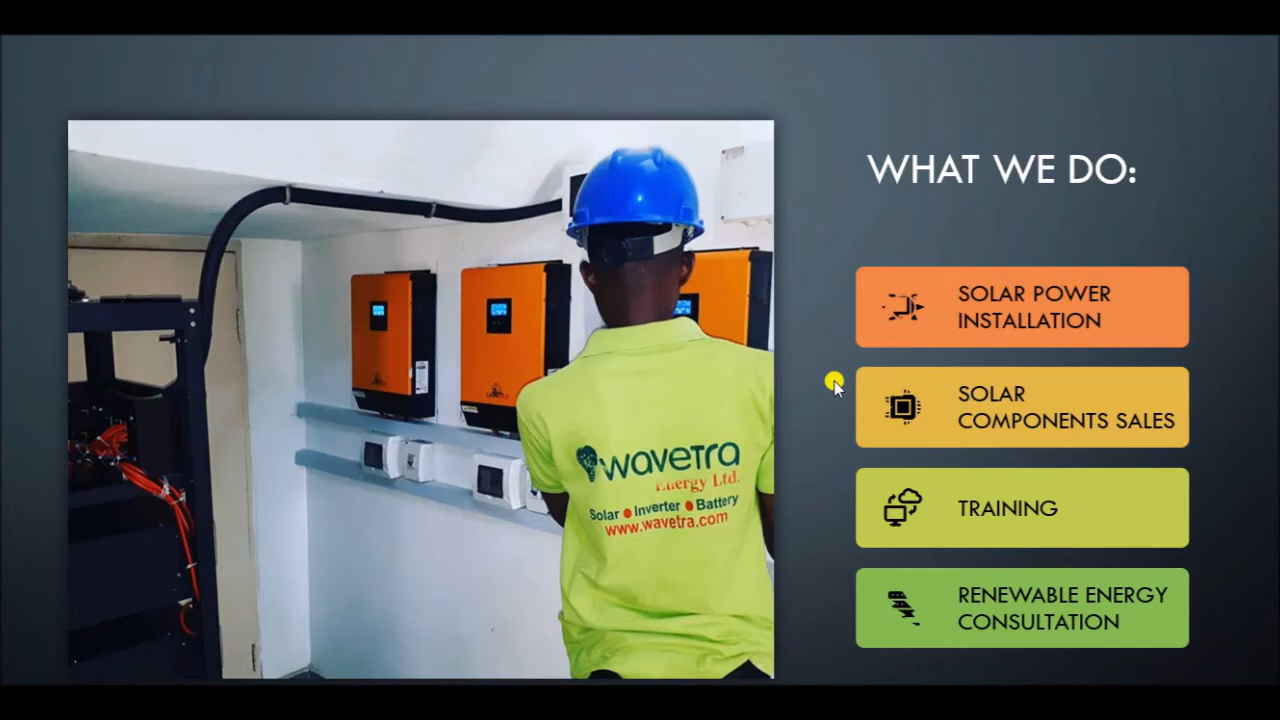 WHAT WE DO:
SOLAR POWER
INSTALLATION
SOLAR
COMPONENTS SALES
TRAINING
RENEWABLE ENERGY
CONSULTATION
waveTra
Energy Ltd.
Solar ● Inverter ● Battery
www.wavetra.com